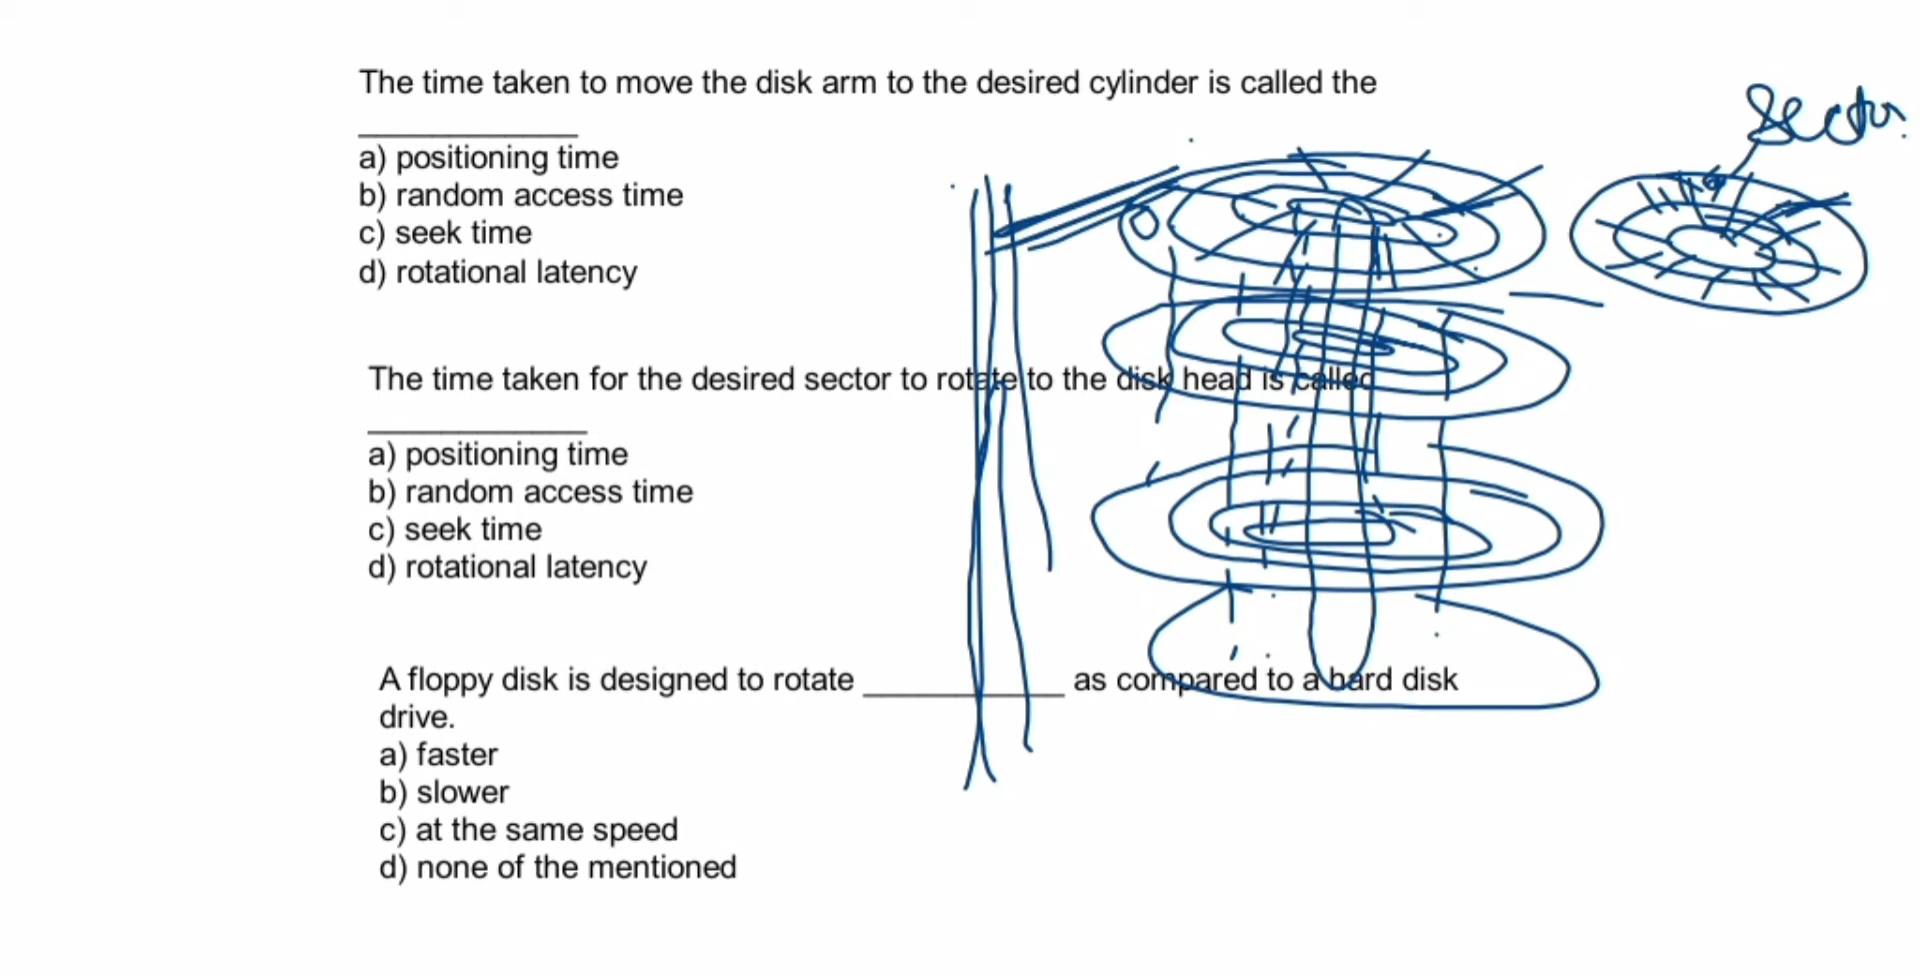 The time taken to move the disk arm to the desired cylinder is called the
____________
a) positioning time
b) random access time
c) seek time
d) rotational latency
The time taken for the desired sector to rotate to the disk head is called
____________
a) positioning time
b) random access time
c) seek time
d) rotational latency
A floppy disk is designed to rotate ___________ as compared to a hard disk
drive.
a) faster
b) slower
c) at the same speed
d) none of the mentioned
Sector